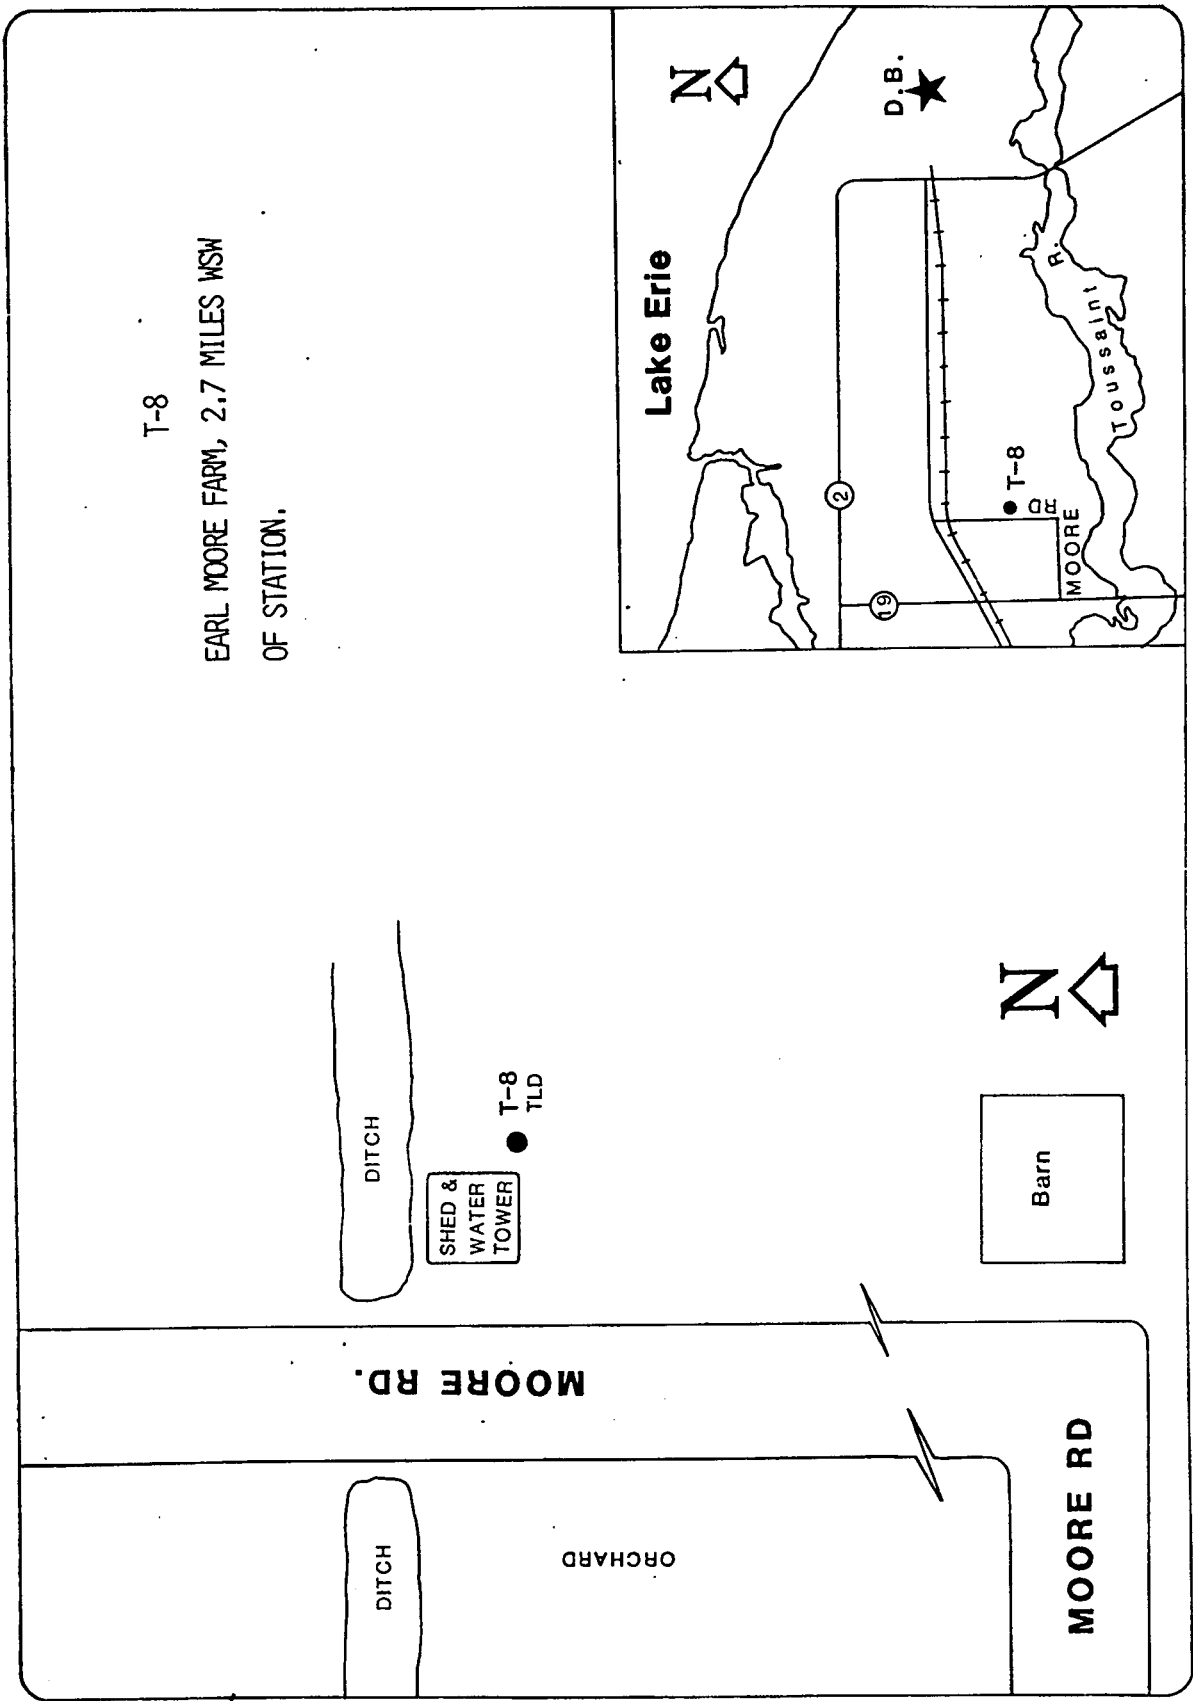 T-8
EARL MOORE FARM, 2.7 MILES WSW
OF STATION.
DITCH
SHED &
WATER
TOWER
T-8
TLD
MOORE RD.
DITCH
ORCHARD
MOORE RD
Barn
N
Lake Erie
N
D.B.
2
19
T-8
RD
MOORE
Toussaint R.